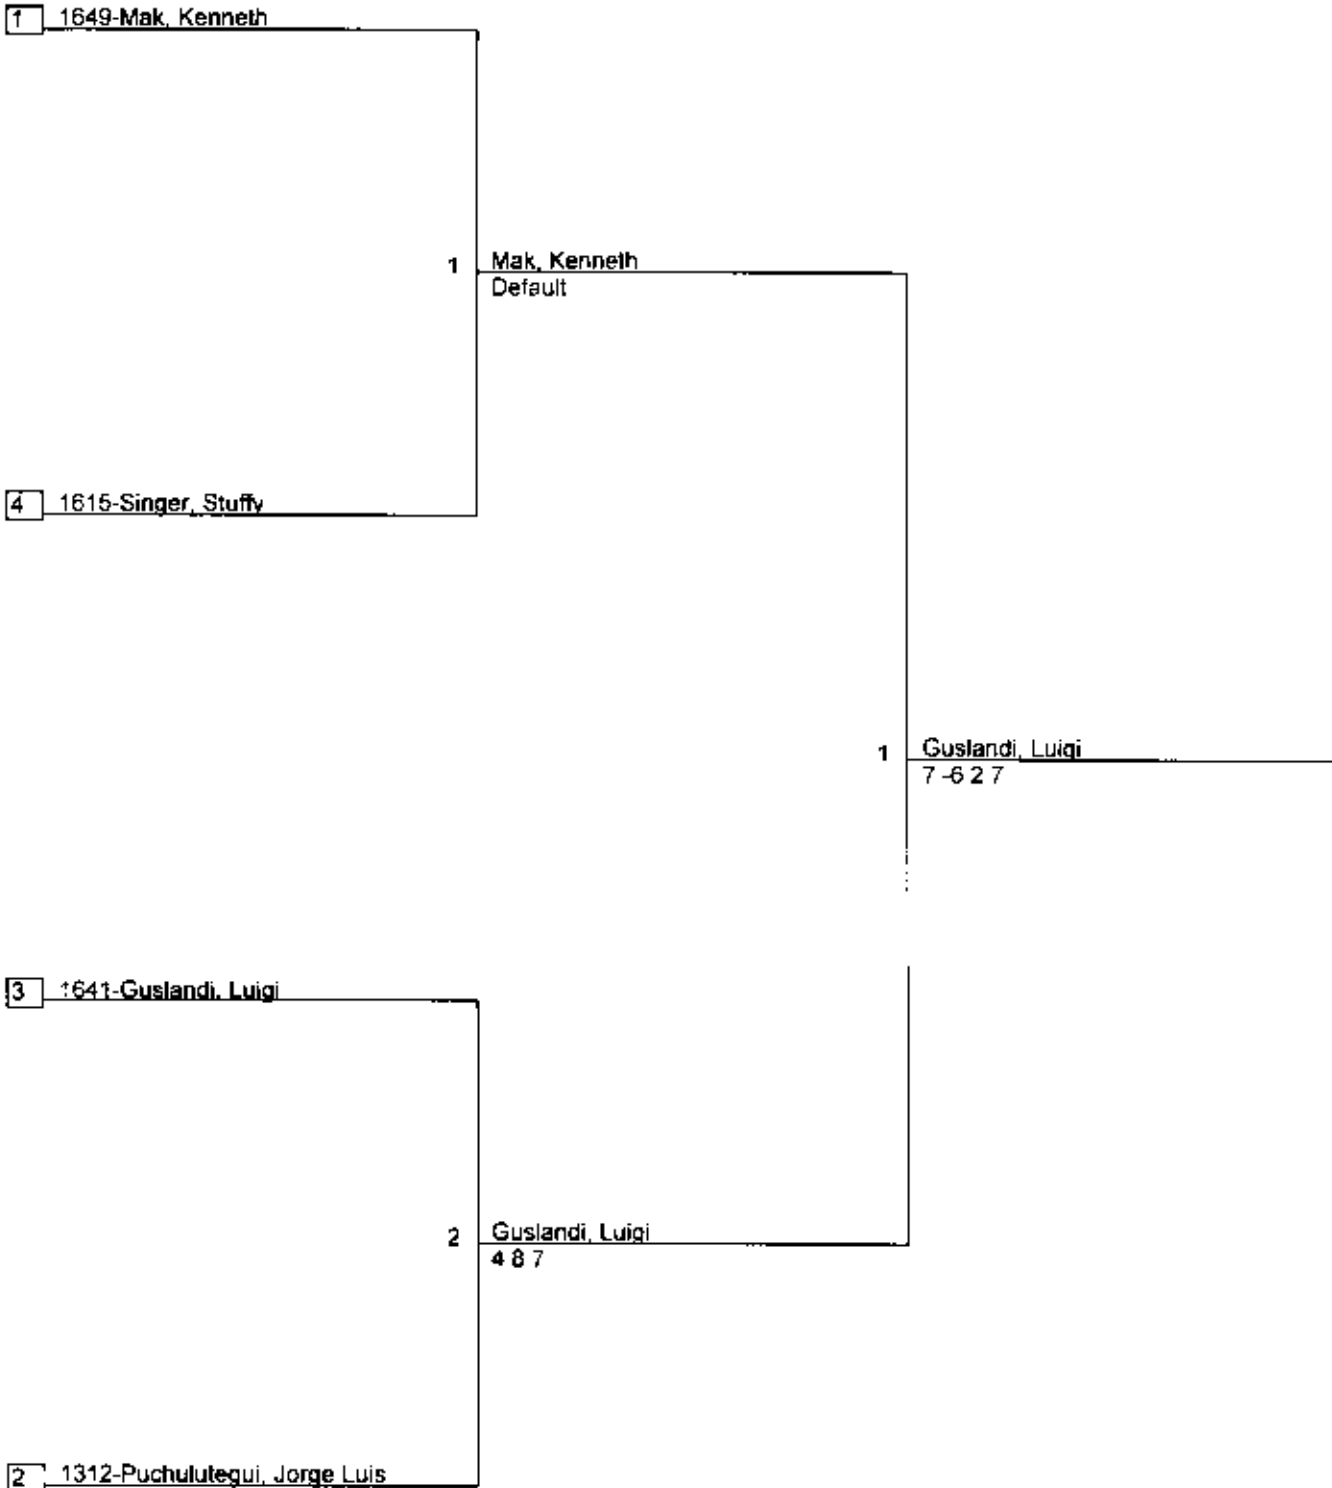 1 1649-Mak, Kenneth
1 Mak, Kenneth
Default
4 1615-Singer, Stuffy
1 Guslandi, Luigi
7 -6 2 7
3 1641-Guslandi, Luigi
2 Guslandi, Luigi
4 8 7
2 1312-Puchulutegui, Jorge Luis